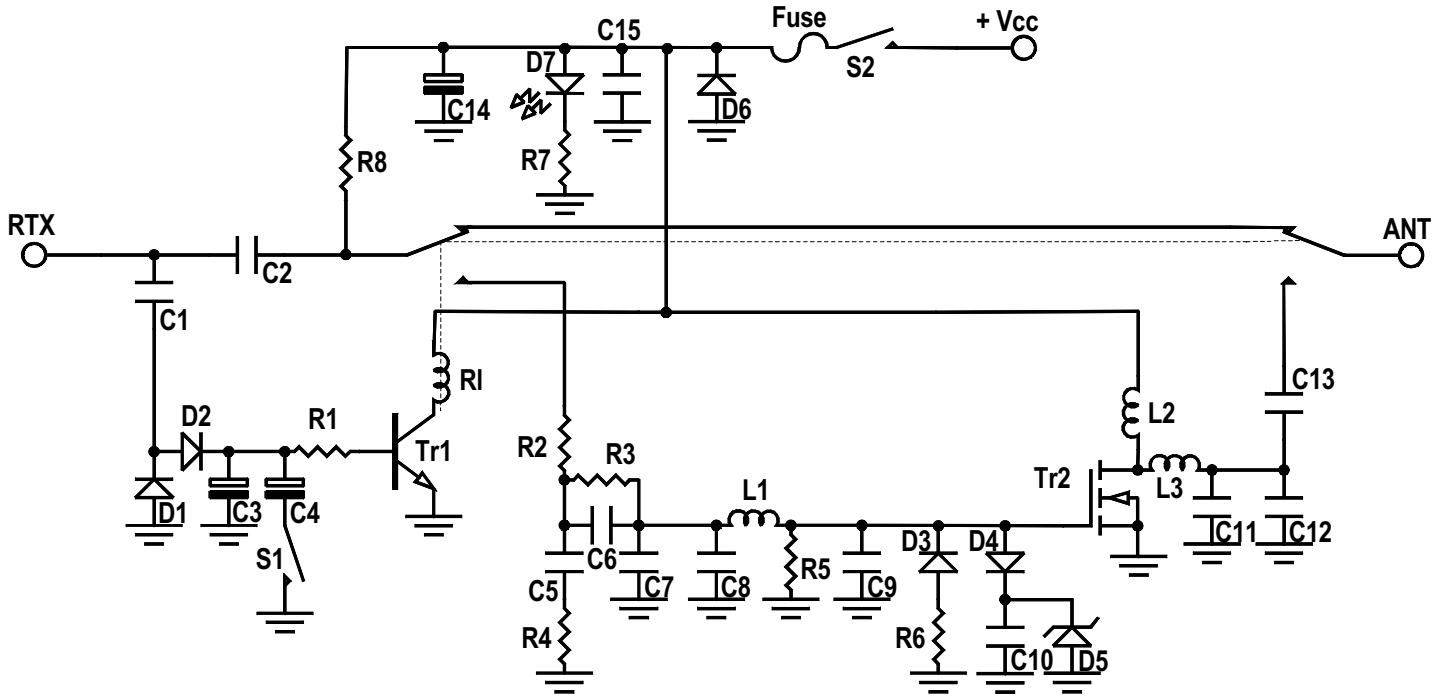 Fuse
+ Vcc
C15
D7
S2
C14
D6
R8
R7
RTX
ANT
C2
C1
Rl
C13
L2
D2
R1
R2
R3
Tr1
Tr2
L3
L1
D1
C3
C4
C11
C12
C6
D3
D4
S1
C5
C7
C8
R5
C9
R4
R6
C10
D5